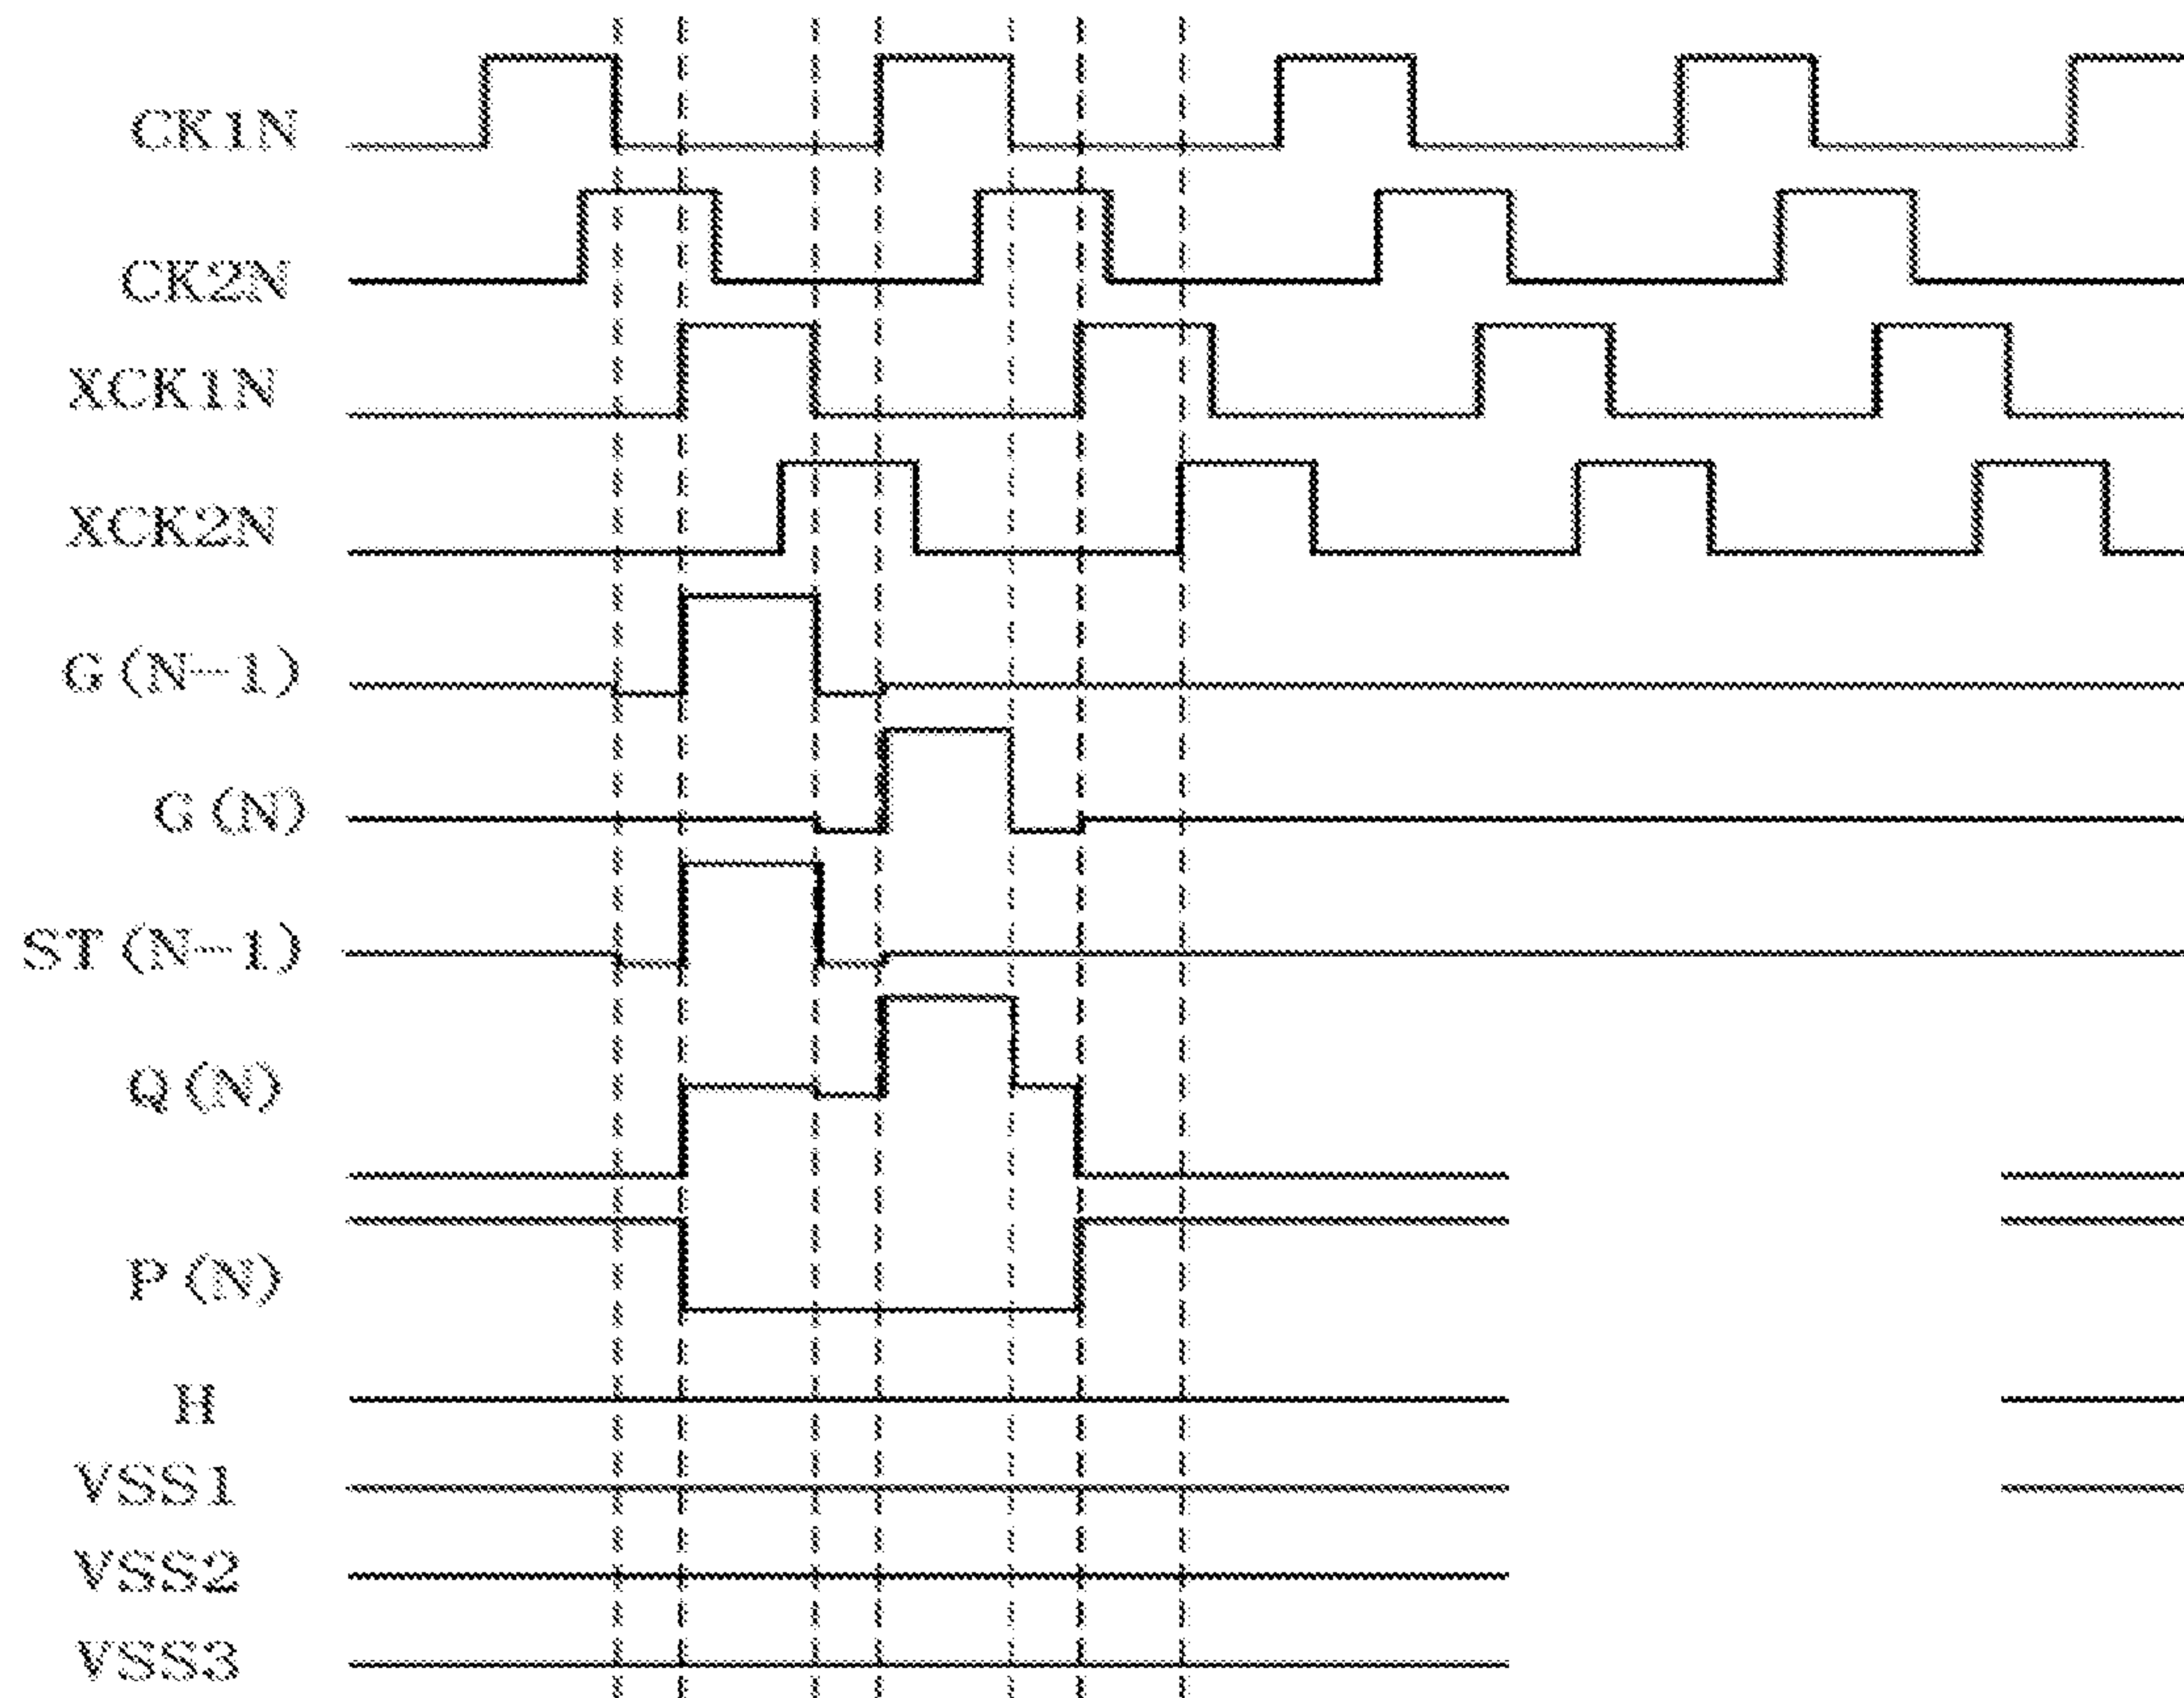 CK1N
CK2N
XCK1N
XCK2N
G(N-1)
G(N)
ST(N-1)
Q(N)
P(N)
H
VSS1
VSS2
VSS3